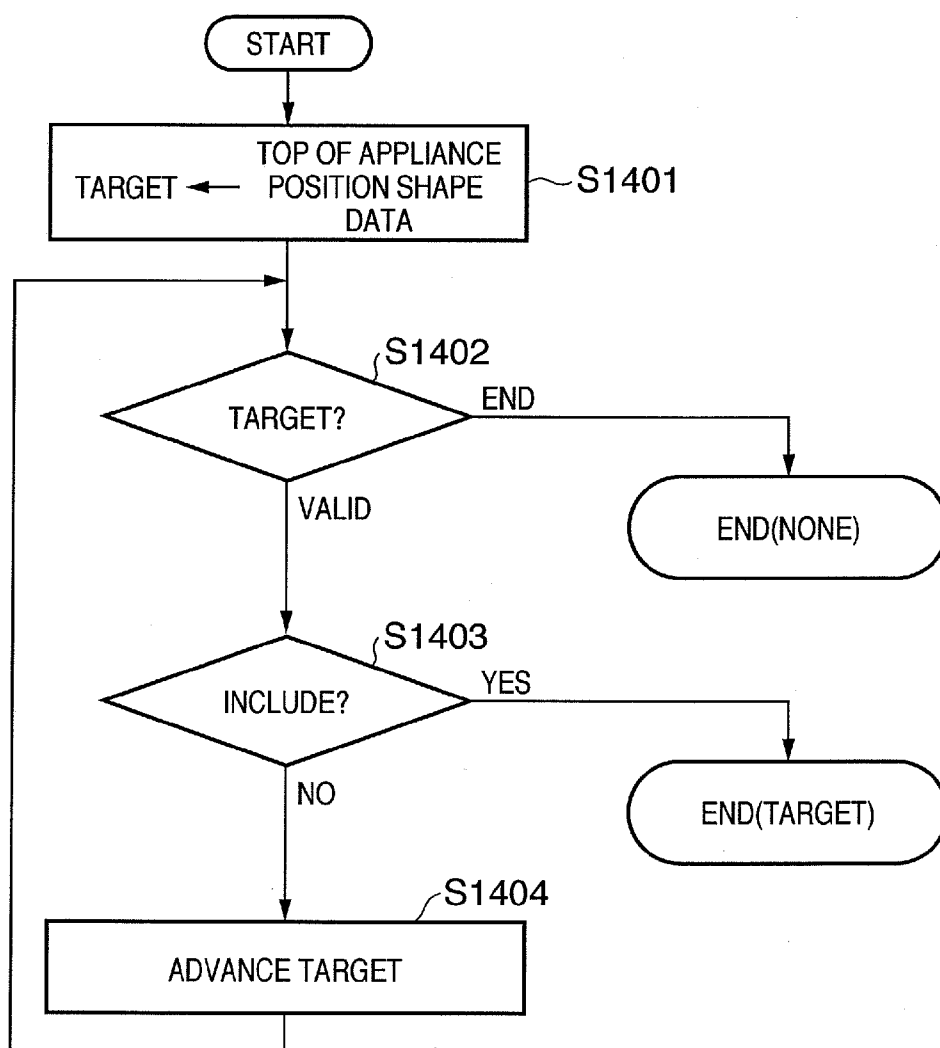 START
TOP OF APPLIANCE
TARGET
POSITION SHAPE
DATA
S1401
S1402
TARGET?
END
VALID
END(NONE)
S1403
INCLUDE?
YES
NO
END(TARGET)
S1404
ADVANCE TARGET